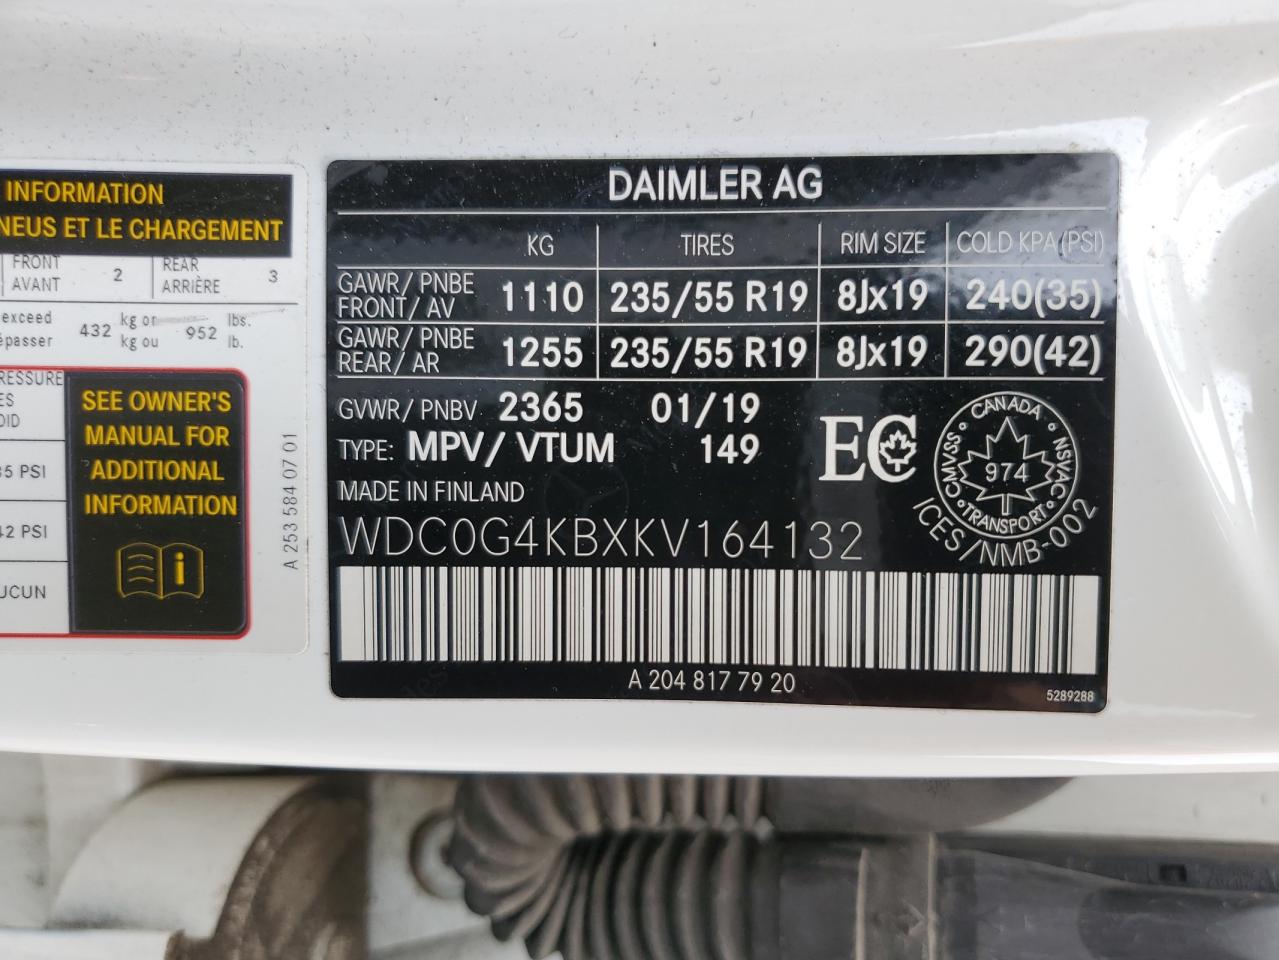 INFORMATION
NEUS ET LE CHARGEMENT
FRONT 2 REAR 3
AVANT ARRIÈRE
exceed 432 kg or 952 lbs.
épasser kg ou lb.
RESSURE
ES
OID
35 PSI
42 PSI
UCUN
SEE OWNER'S
MANUAL FOR
ADDITIONAL
INFORMATION
i
A 253 584 07 01
DAIMLER AG
KG TIRES RIM SIZE COLD KPA (PSI)
GAWR/ PNBE FRONT/ AV 1110 235/55 R19 8Jx19 240(35)
GAWR/ PNBE REAR/ AR 1255 235/55 R19 8Jx19 290(42)
GVWR/ PNBV 2365 01/19
TYPE: MPV/ VTUM 149
MADE IN FINLAND
EC
CANADA
CMVSS NSVAC
974
TRANSPORT
ICES/NMB-002
WDC0G4KBXKV164132
A 204 817 79 20
5289288